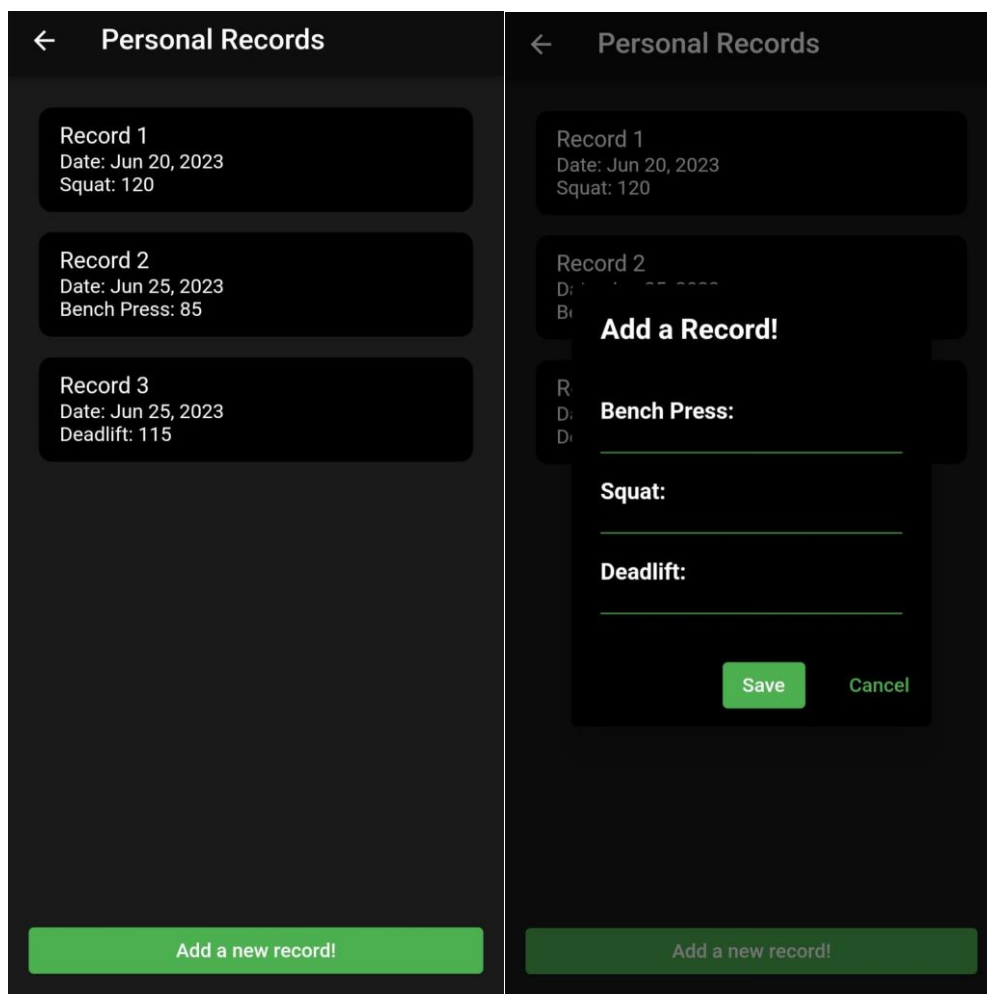 Personal Records
Record 1
Date: Jun 20, 2023
Squat: 120
Record 2
Date: Jun 25, 2023
Bench Press: 85
Record 3
Date: Jun 25, 2023
Deadlift: 115
Add a new record!
Personal Records
Record 1
Date: Jun 20, 2023
Squat: 120
Record 2
Add a Record!
Bench Press:
Squat:
Deadlift:
Save Cancel
Add a new record!